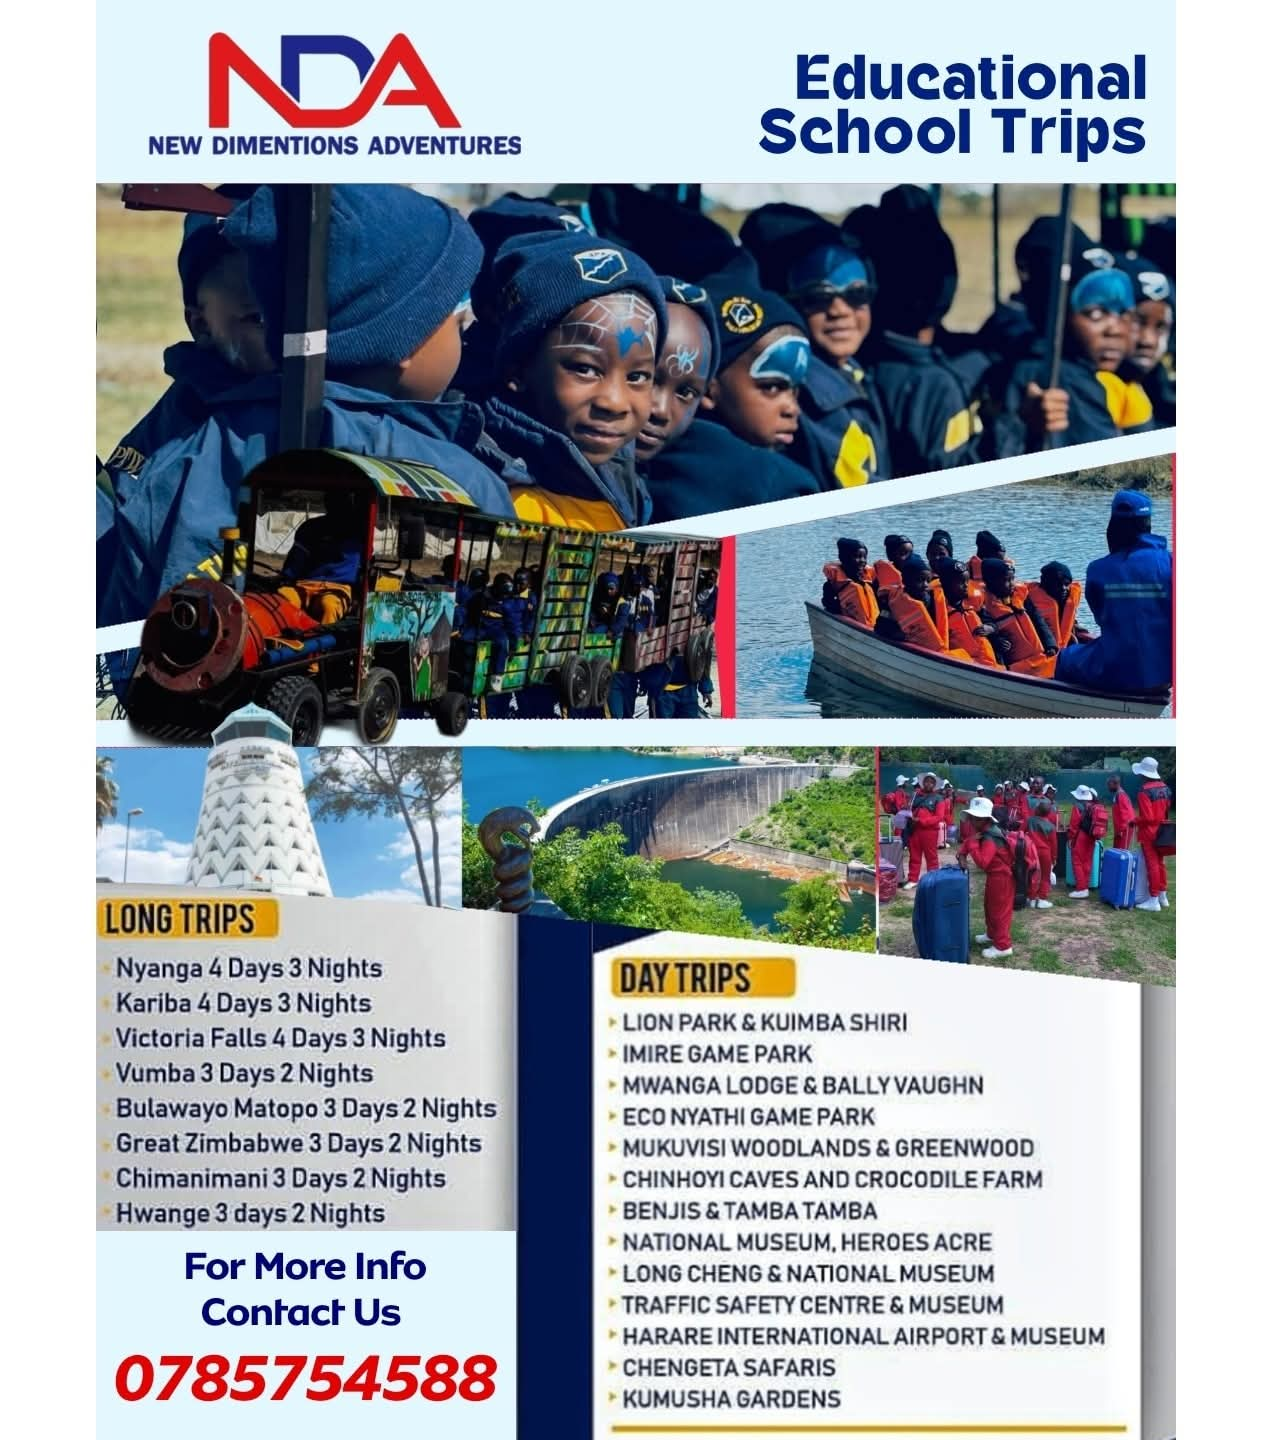 NDA
NEW DIMENTIONS ADVENTURES
Educational
School Trips
LONG TRIPS
Nyanga 4 Days 3 Nights
Kariba 4 Days 3 Nights
Victoria Falls 4 Days 3 Nights
Vumba 3 Days 2 Nights
Bulawayo Matopo 3 Days 2 Nights
Great Zimbabwe 3 Days 2 Nights
Chimanimani 3 Days 2 Nights
Hwange 3 days 2 Nights
For More Info
Contact Us
0785754588
DAY TRIPS
LION PARK & KUIMBA SHIRI
IMIRE GAME PARK
MWANGA LODGE & BALLY VAUGHN
ECO NYATHI GAME PARK
MUKUVISI WOODLANDS & GREENWOOD
CHINHOYI CAVES AND CROCODILE FARM
BENJIS & TAMBA TAMBA
NATIONAL MUSEUM, HEROES ACRE
LONG CHENG & NATIONAL MUSEUM
TRAFFIC SAFETY CENTRE & MUSEUM
HARARE INTERNATIONAL AIRPORT & MUSEUM
CHENGETA SAFARIS
KUMUSHA GARDENS